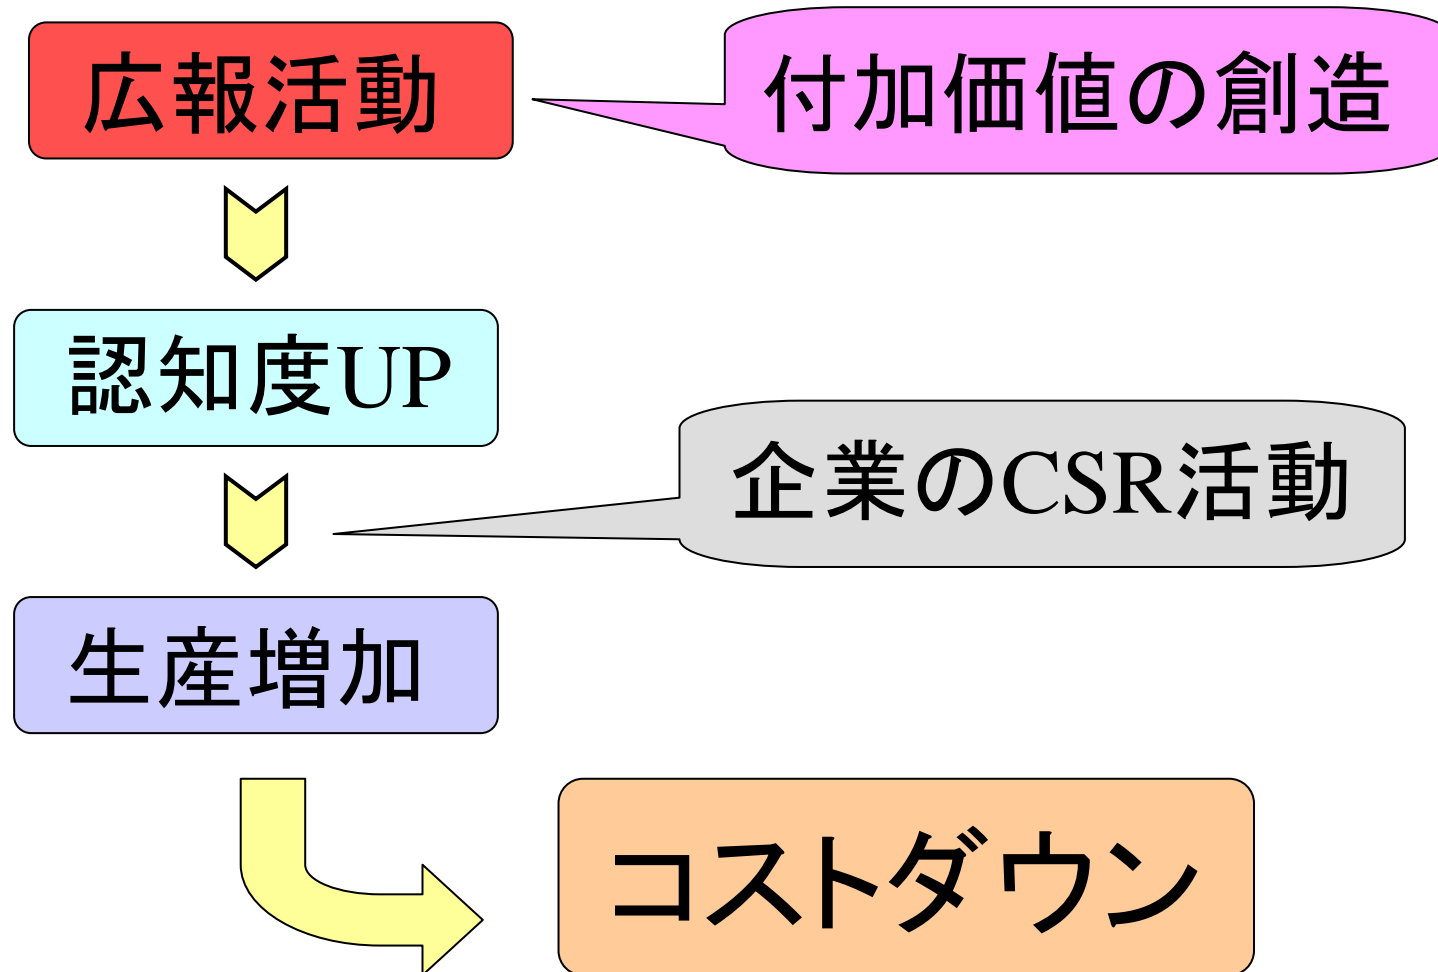 広報活動
付加価値の創造
認知度UP
企業のCSR活動
生産増加
コストダウン